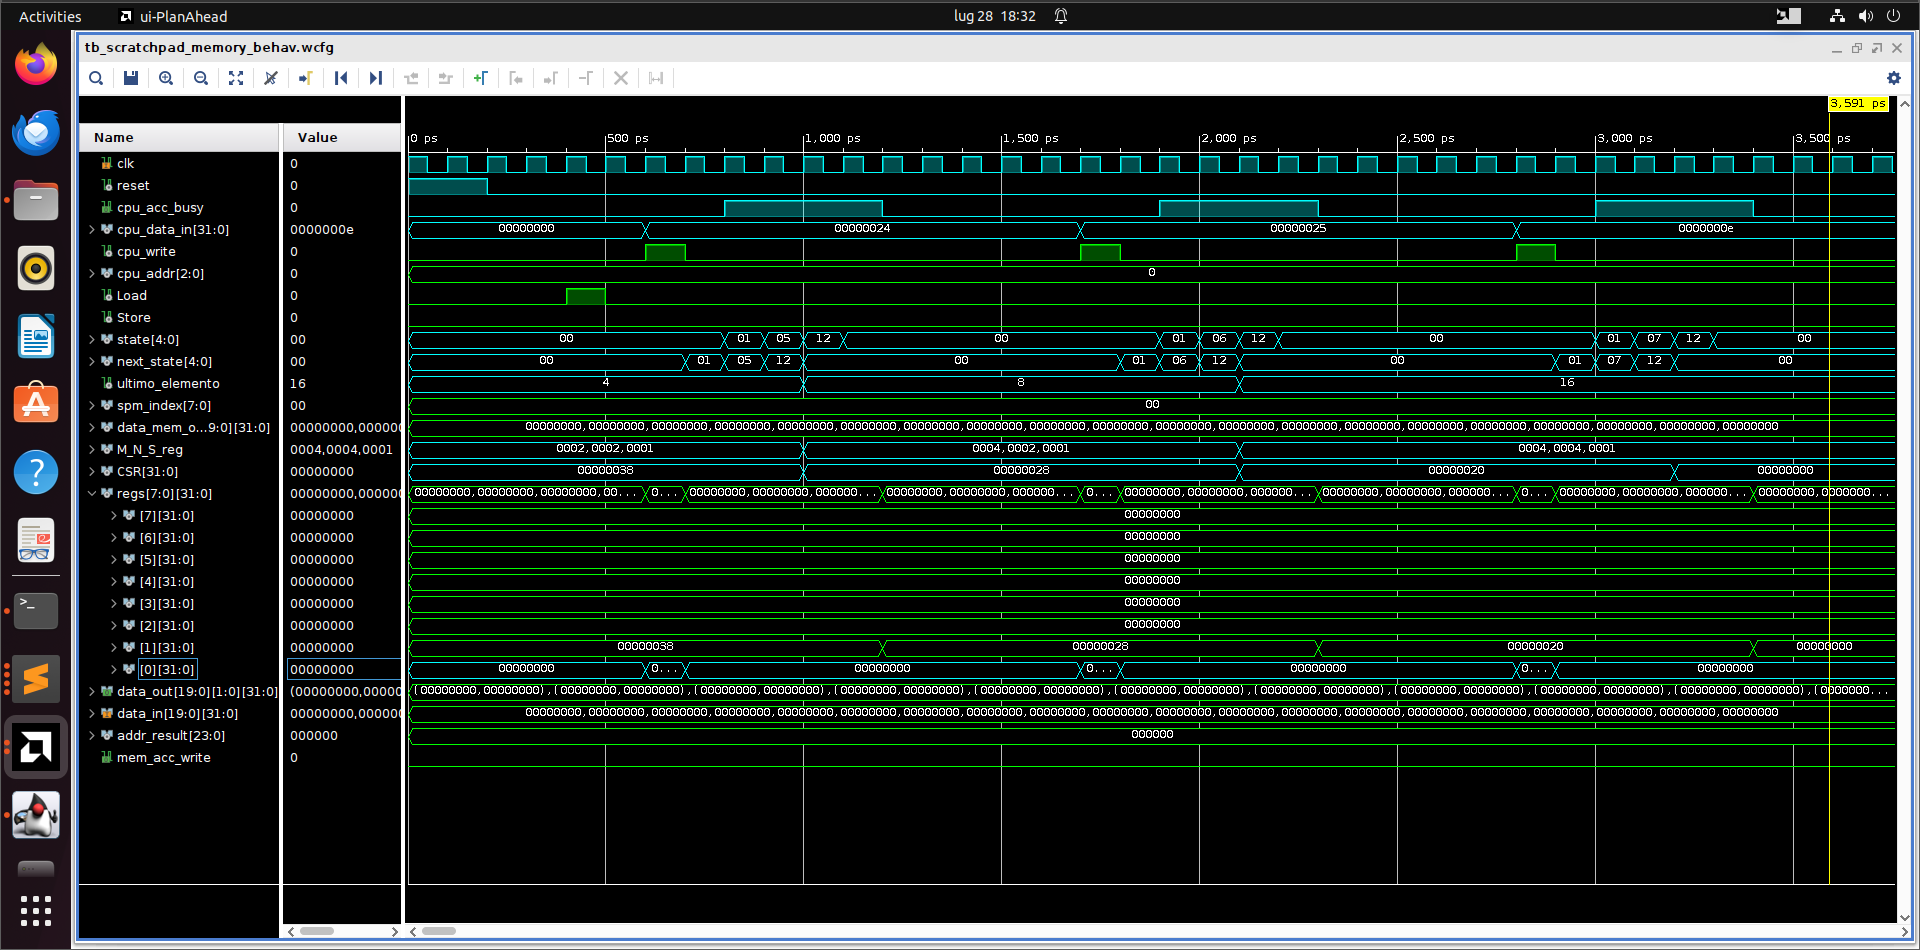 Activities ui-PlanAhead lug 28 18:32
tb_scratchpad_memory_behav.wcfg
3,591 ps
Name Value 0 ps 500 ps 1,000 ps 1,500 ps 2,000 ps 2,500 ps 3,000 ps 3,500 ps
clk 0
reset 0
cpu_acc_busy 0
cpu_data_in[31:0] 0000000e 00000000 00000024 00000025 0000000e
cpu_write 0
cpu_addr[2:0] 0 0
Load 0
Store 0
state[4:0] 00 00 01 05 12 00 01 06 12 00 01 07 12 00
next_state[4:0] 00 00 01 05 12 00 01 06 12 00 01 07 12 00
ultimo_elemento 16 4 8 16
spm_index[7:0] 00 00
data_mem_o...9:0][31:0] 00000000,00000 00000000,00000000,00000000,00000000,00000000,00000000,00000000,00000000,00000000,00000000,00000000,00000000,00000000,00000000,00000000,00000000,00000000,00000000,00000000,00000000
M_N_S_reg 0004,0004,0001 0002,0002,0001 0004,0002,0001 0004,0004,0001
CSR[31:0] 00000000 00000038 00000028 00000020 00000000
regs[7:0][31:0] 00000000,00000 00000000,00000000,00000000,00... 0... 00000000,00000000,00000000,000... 00000000,00000000,00000000,000... 0... 00000000,00000000,00000000,000... 00000000,00000000,00000000,000... 0... 00000000,00000000,00000000,000... 00000000,00000000...
[7][31:0] 00000000 00000000
[6][31:0] 00000000 00000000
[5][31:0] 00000000 00000000
[4][31:0] 00000000 00000000
[3][31:0] 00000000 00000000
[2][31:0] 00000000 00000000
[1][31:0] 00000000 00000038 00000028 00000020 00000000
[0][31:0] 00000000 00000000 0... 00000000 0... 00000000 0... 00000000
data_out[19:0][1:0][31:0] (00000000,00000 (00000000,00000000),(00000000,00000000),(00000000,00000000),(00000000,00000000),(00000000,00000000),(00000000,00000000),(00000000,00000000),(00000000,00000000),(00000000,00000000),(00000000,00000000),(0000000...
data_in[19:0][31:0] 00000000,00000 00000000,00000000,00000000,00000000,00000000,00000000,00000000,00000000,00000000,00000000,00000000,00000000,00000000,00000000,00000000,00000000,00000000,00000000,00000000,00000000
addr_result[23:0] 000000 000000
mem_acc_write 0